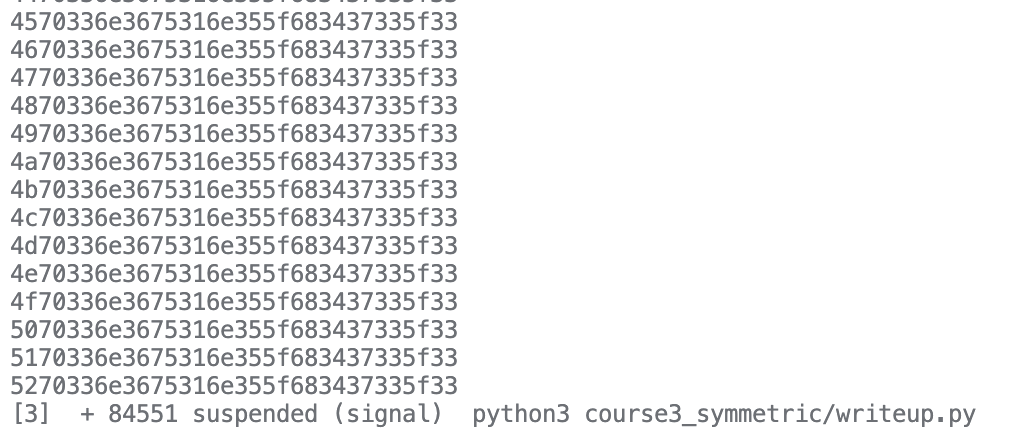 4570336e3675316e355f683437335f33
4670336e3675316e355f683437335f33
4770336e3675316e355f683437335f33
4870336e3675316e355f683437335f33
4970336e3675316e355f683437335f33
4a70336e3675316e355f683437335f33
4b70336e3675316e355f683437335f33
4c70336e3675316e355f683437335f33
4d70336e3675316e355f683437335f33
4e70336e3675316e355f683437335f33
4f70336e3675316e355f683437335f33
5070336e3675316e355f683437335f33
5170336e3675316e355f683437335f33
5270336e3675316e355f683437335f33
[3]  + 84551 suspended (signal)  python3 course3_symmetric/writeup.py